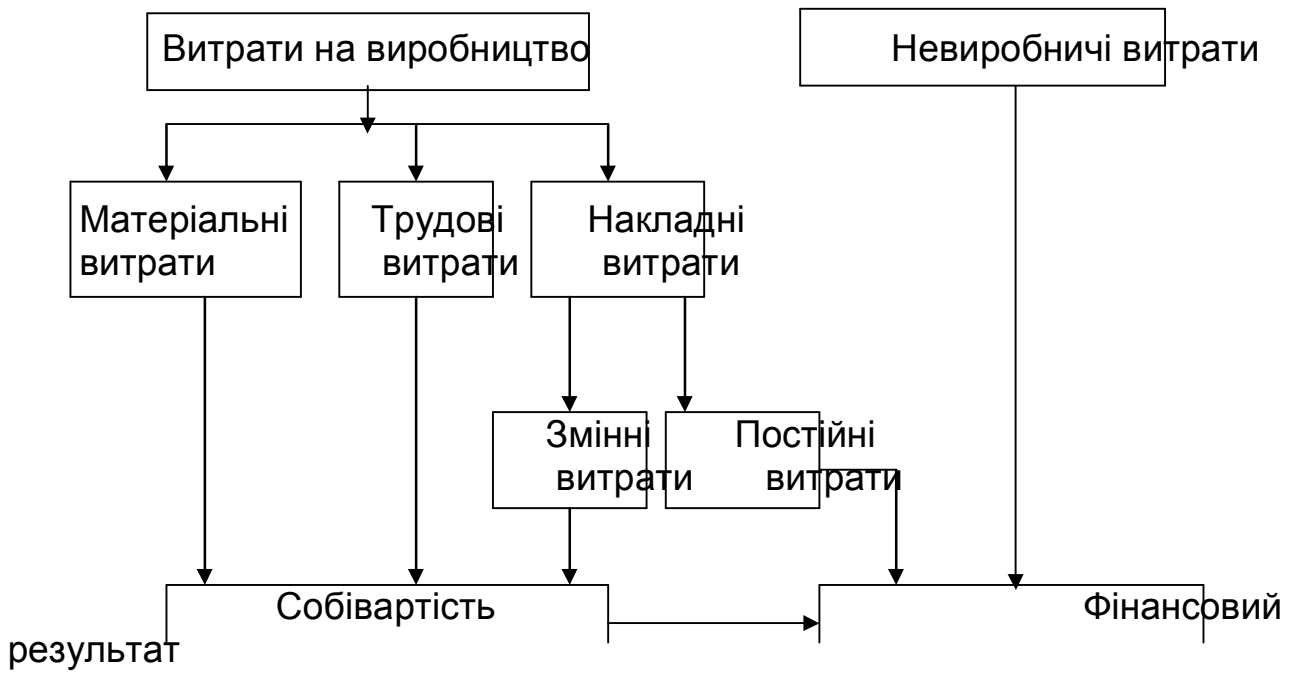 Витрати на виробництво
Невиробничі витрати
Матеріальні
витрати
Трудові
витрати
Накладні
витрати
Змінні
витрати
Постійні
витрати
Собівартість
Фінансовий
результат